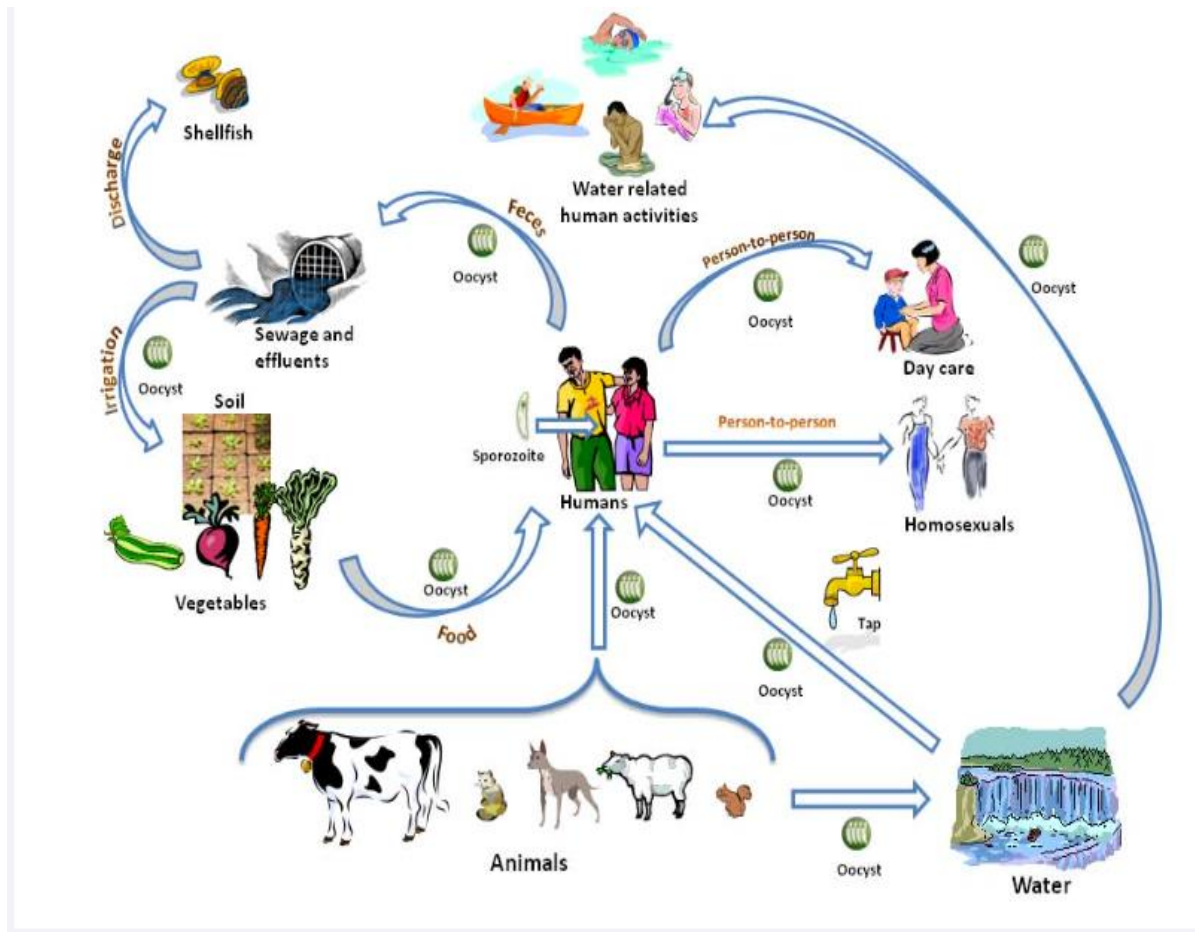 Shellfish
Discharge
Water related
human activities
Feces
Oocyst
Person-to-person
Oocyst
Oocyst
Day care
Sewage and
effluents
Irrigation
Oocyst
Soil
Vegetables
Sporozoite
Humans
Person-to-person
Oocyst
Homosexuals
Oocyst
Food
Oocyst
Tap
Oocyst
Animals
Oocyst
Water